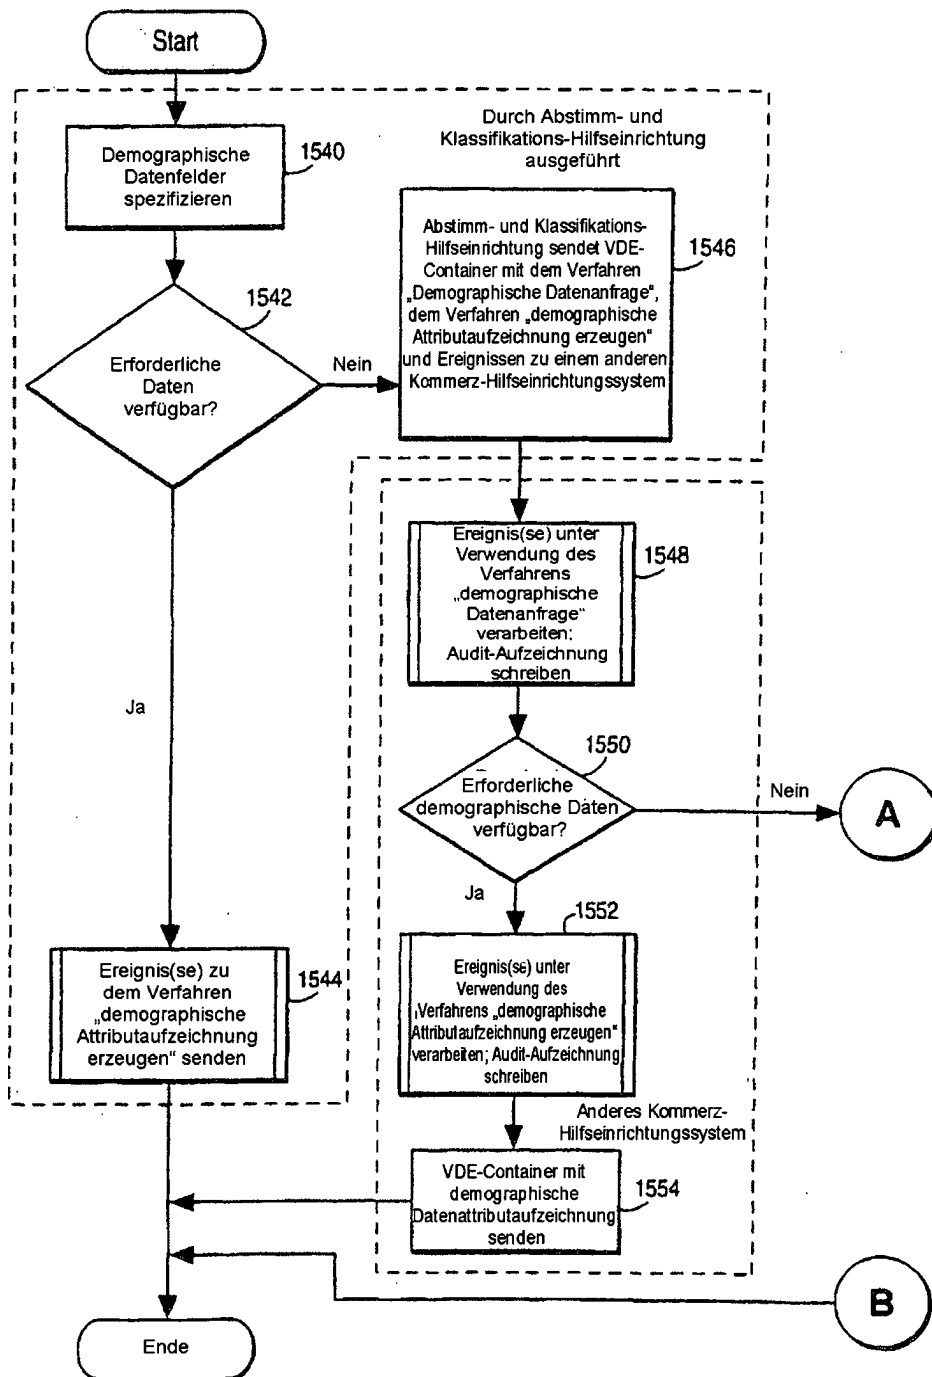 Start
Durch Abstimm- und
Klassifikations-Hilfseinrichtung
ausgeführt
Demographische
Datenfelder
spezifizieren
1540
Abstimm- und Klassifikations-
Hilfseinrichtung sendet VDE-
Container mit dem Verfahren
„Demographische Datenanfrage“,
dem Verfahren „demographische
Attributaufzeichnung erzeugen“
und Ereignissen zu einem anderen
Kommerz-Hilfseinrichtungssystem
1546
1542
Erforderliche
Daten
verfügbar?
Nein
Ereignis(se) unter
Verwendung des
Verfahrens
„demographische
Datenanfrage“
verarbeiten;
Audit-Aufzeichnung
schreiben
1548
Ja
1550
Erforderliche
demographische Daten
verfügbar?
Nein
A
Ja
1552
Ereignis(se) unter
Verwendung des
Verfahrens „demographische
Attributaufzeichnung erzeugen“
verarbeiten; Audit-Aufzeichnung
schreiben
Ereignis(se) zu
dem Verfahren
„demographische
Attributaufzeichnung
erzeugen“ senden
1544
Anderes Kommerz-
Hilfseinrichtungssystem
VDE-Container mit
demographische
Datenattributaufzeichnung
senden
1554
B
Ende